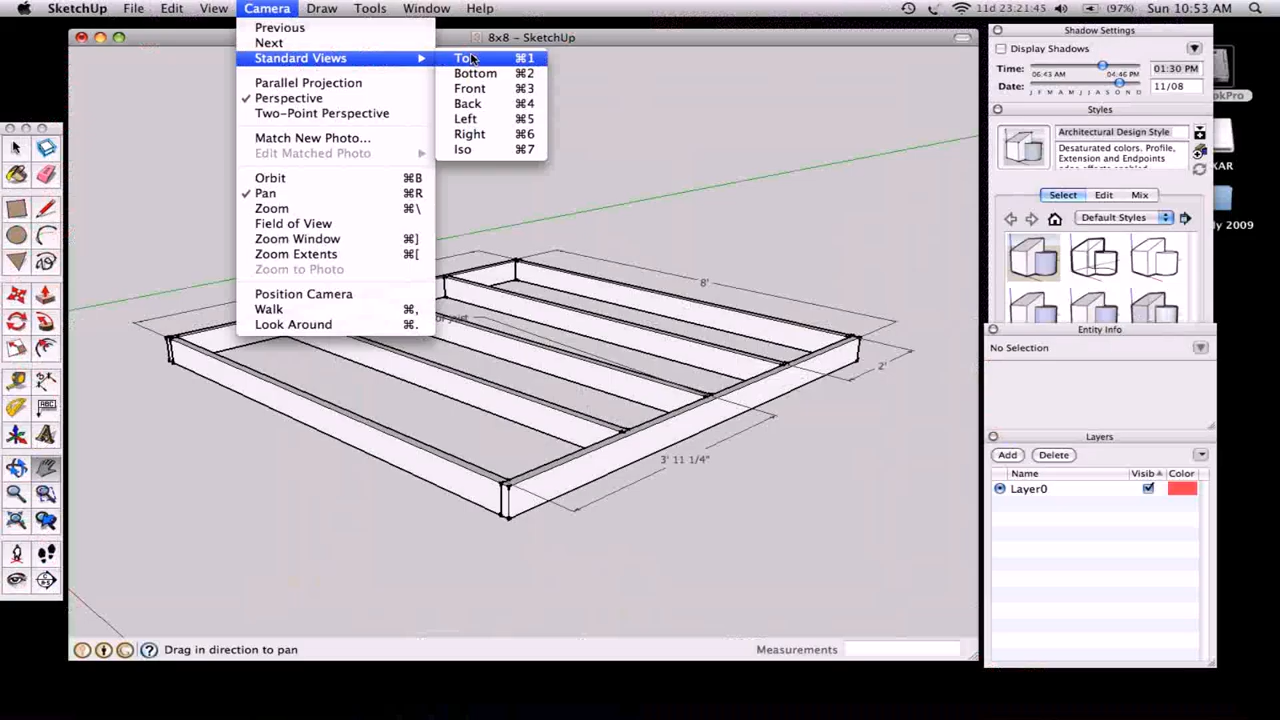 SketchUp File Edit View Camera Draw Tools Window Help 11d 23:21:45 (97%) Sun 10:53 AM
8x8 – SketchUp
Previous
Next
Standard Views
Parallel Projection
Perspective
Two-Point Perspective
Match New Photo...
Edit Matched Photo
Orbit ⌘B
Pan ⌘R
Zoom ⌘\
Field of View
Zoom Window ⌘]
Zoom Extents ⌘[
Zoom to Photo
Position Camera
Walk ⌘,
Look Around ⌘.
⌘1
Bottom ⌘2
Front ⌘3
Back ⌘4
Left ⌘5
Right ⌘6
Iso ⌘7
8'
2'
3' 11 1/4"
Shadow Settings
Display Shadows
Time: 06:43 AM 04:46 PM 01:30 PM
Date: J F M A M J J A S O N D 11/08
Styles
Architectural Design Style
Desaturated colors. Profile,
Extension and Endpoints
Select Edit Mix
Default Styles
Entity Info
No Selection
Layers
Add Delete
Name Visib Color
Layer0
okPro
KAR
ly 2009
ABC
Drag in direction to pan
Measurements